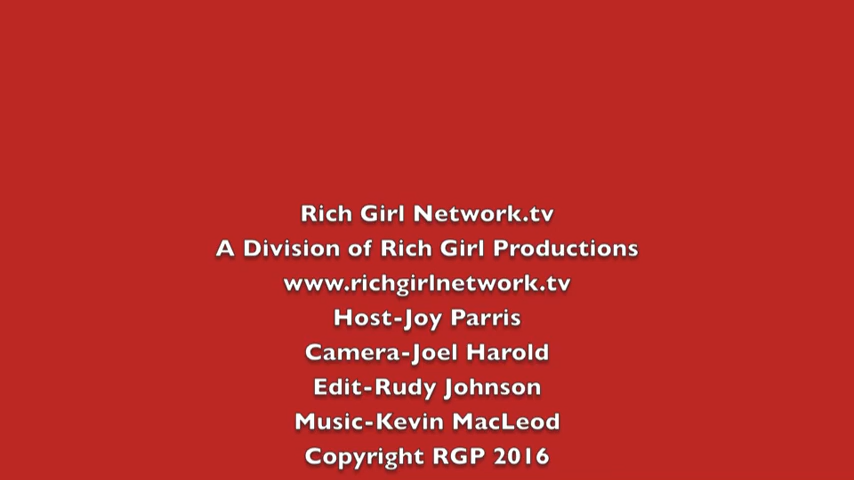 Rich Girl Network.tv
A Division of Rich Girl Productions
www.richgirlnetwork.tv
Host-Joy Parris
Camera-Joel Harold
Edit-Rudy Johnson
Music-Kevin MacLeod
Copyright RGP 2016